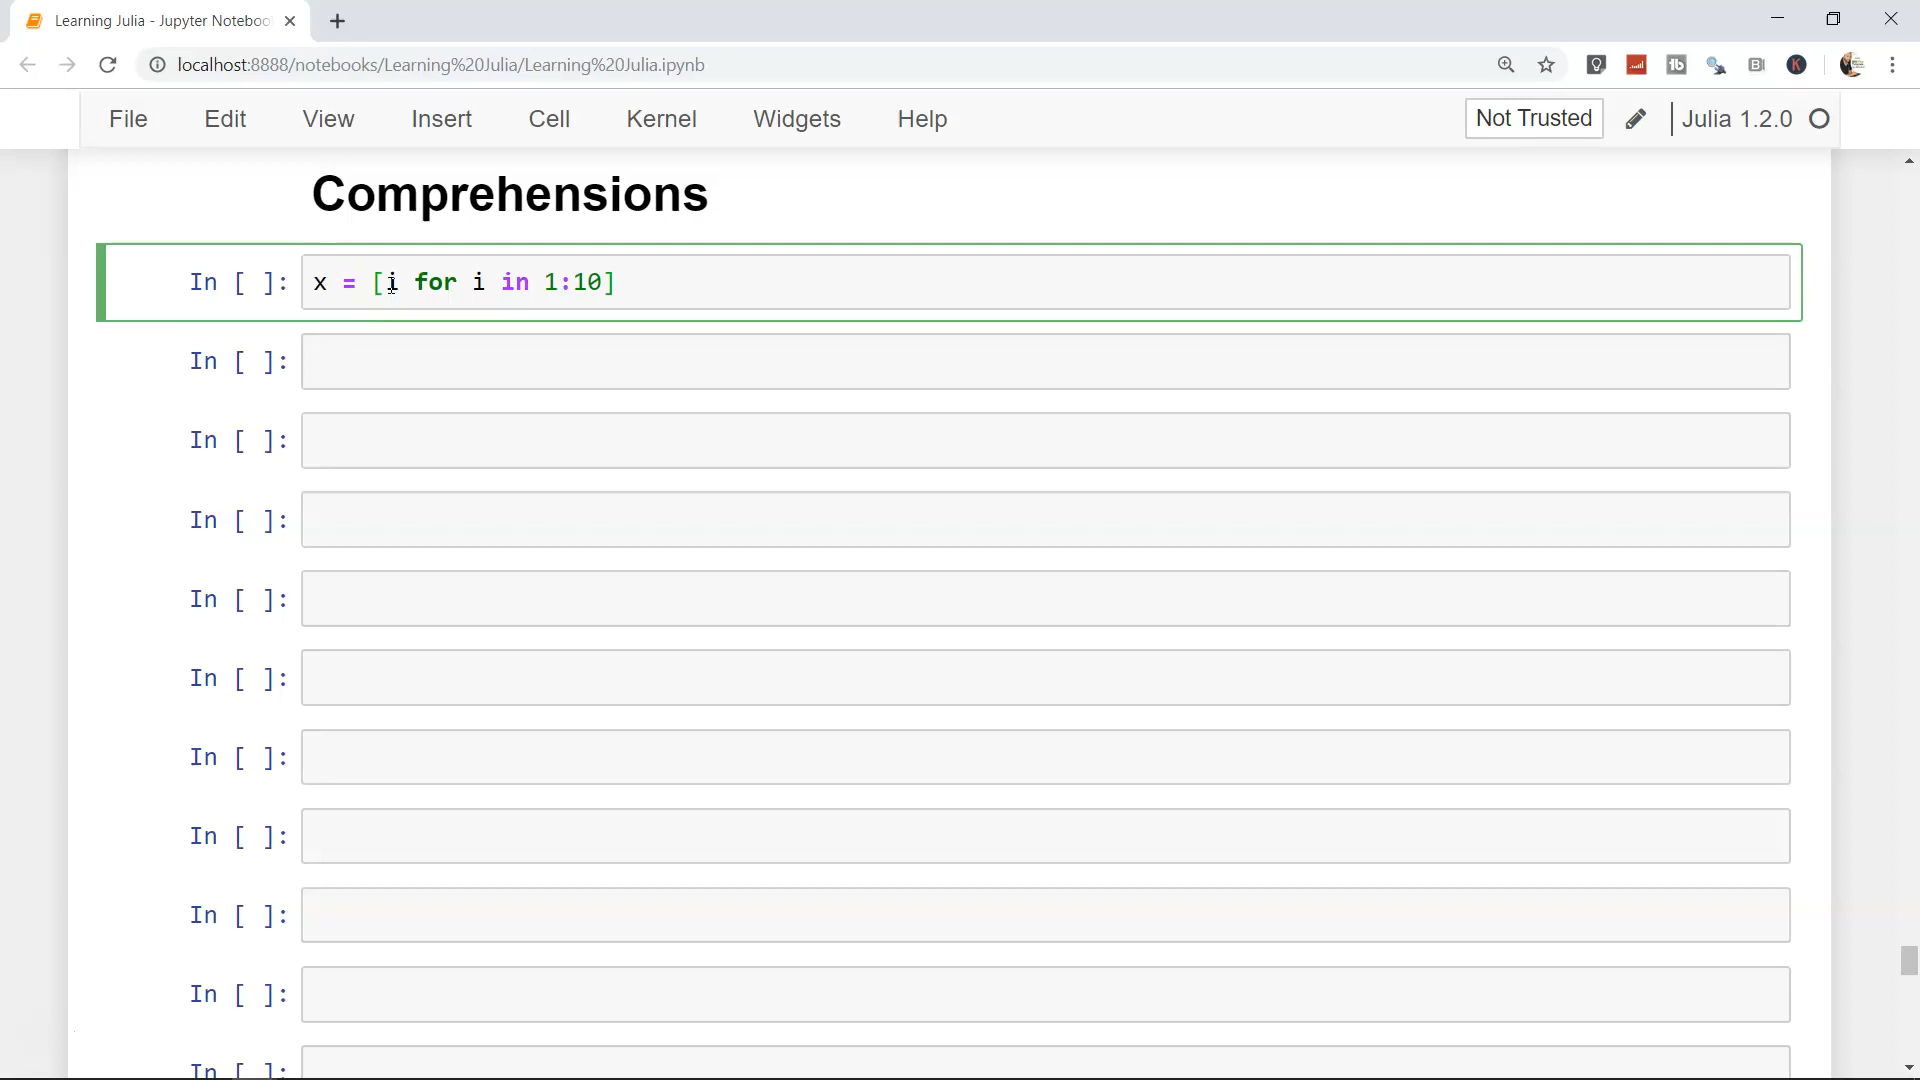 Learning Julia - Jupyter Noteboo
localhost:8888/notebooks/Learning%20Julia/Learning%20Julia.ipynb
File Edit View Insert Cell Kernel Widgets Help Not Trusted Julia 1.2.0
Comprehensions
In [ ]: x = [i for i in 1:10]
In [ ]:
In [ ]:
In [ ]:
In [ ]:
In [ ]:
In [ ]:
In [ ]:
In [ ]:
In [ ]:
In [ ]: